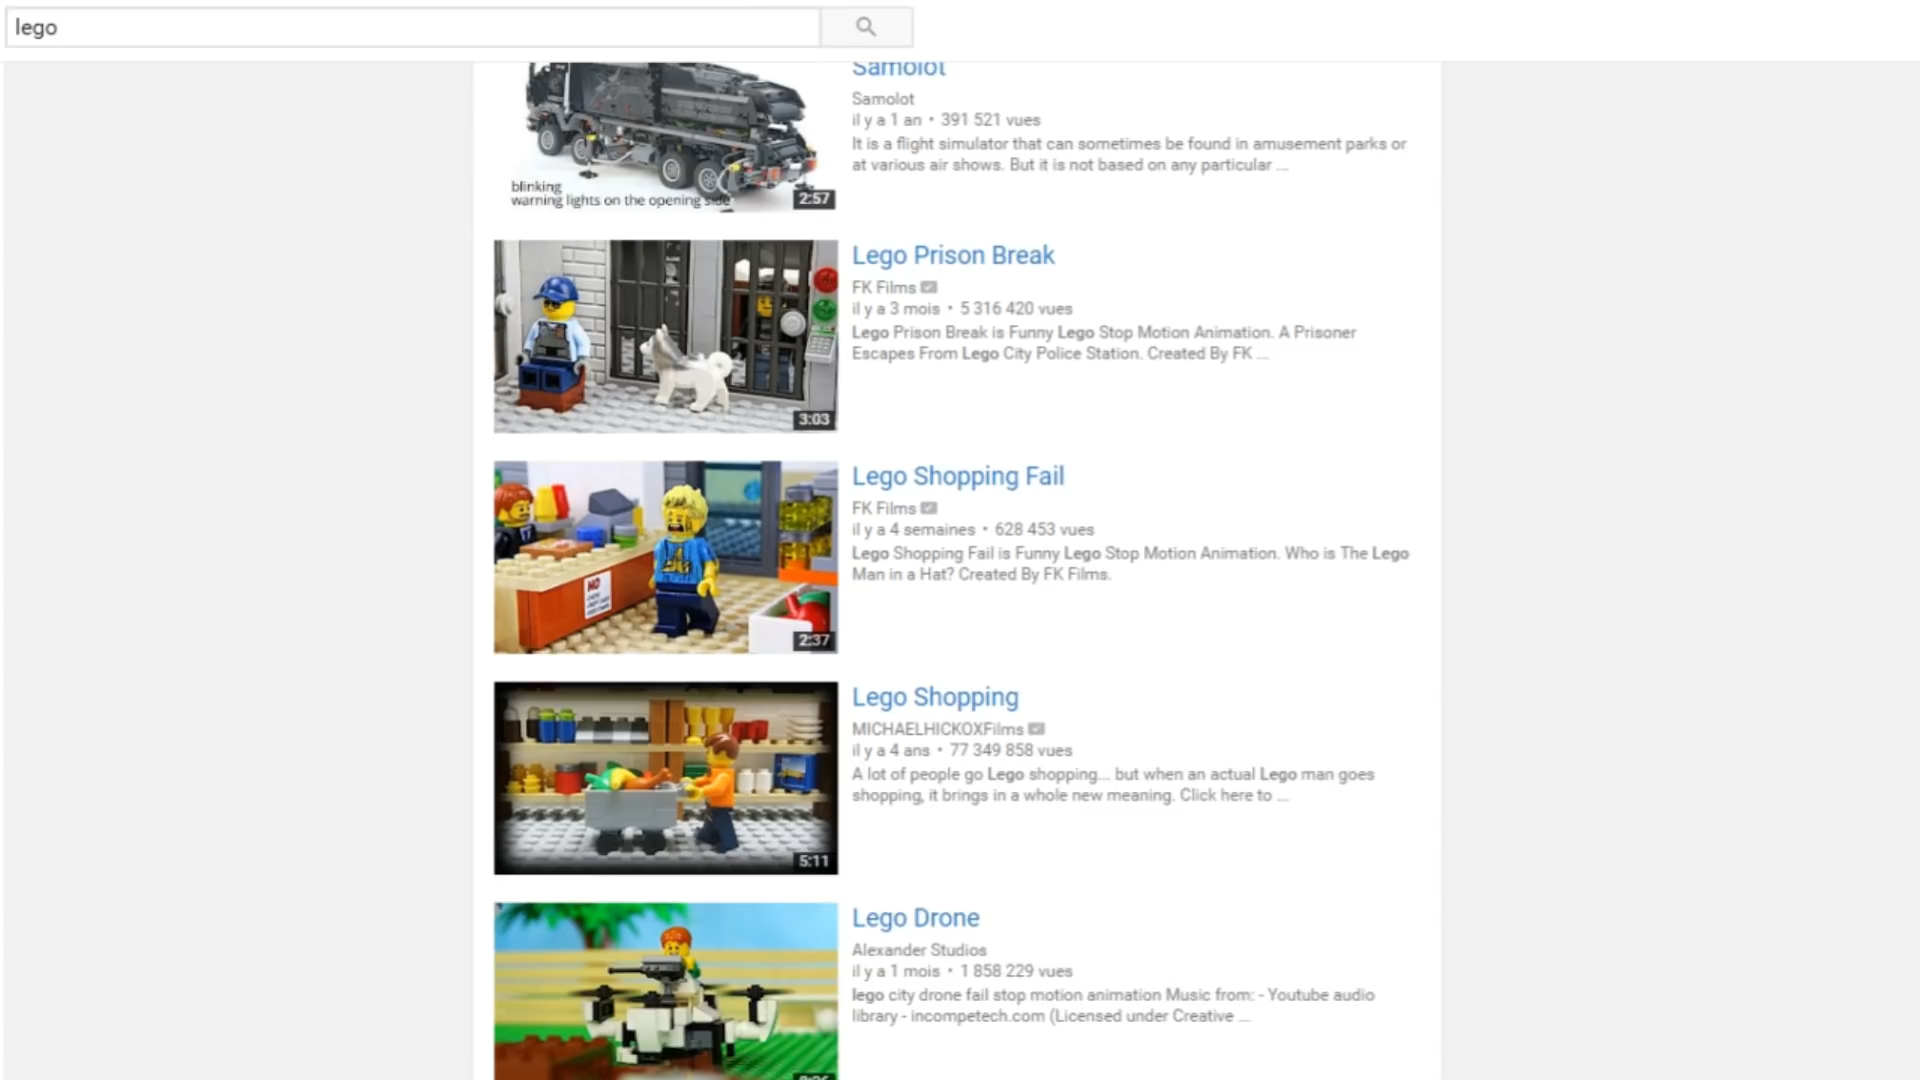 lego
Samolot
Samolot
il y a 1 an • 391 521 vues
It is a flight simulator that can sometimes be found in amusement parks or
at various air shows. But it is not based on any particular ...
blinking
warning lights on the opening side
2:57
Lego Prison Break
FK Films
il y a 3 mois • 5 316 420 vues
Lego Prison Break is Funny Lego Stop Motion Animation. A Prisoner
Escapes From Lego City Police Station. Created By FK ...
3:03
Lego Shopping Fail
FK Films
il y a 4 semaines • 628 453 vues
Lego Shopping Fail is Funny Lego Stop Motion Animation. Who is The Lego
Man in a Hat? Created By FK Films.
NO
2:37
Lego Shopping
MICHAELHICKOXFilms
il y a 4 ans • 77 349 858 vues
A lot of people go Lego shopping... but when an actual Lego man goes
shopping, it brings in a whole new meaning. Click here to ...
5:11
Lego Drone
Alexander Studios
il y a 1 mois • 1 858 229 vues
lego city drone fail stop motion animation Music from: - Youtube audio
library - incompetech.com (Licensed under Creative ...